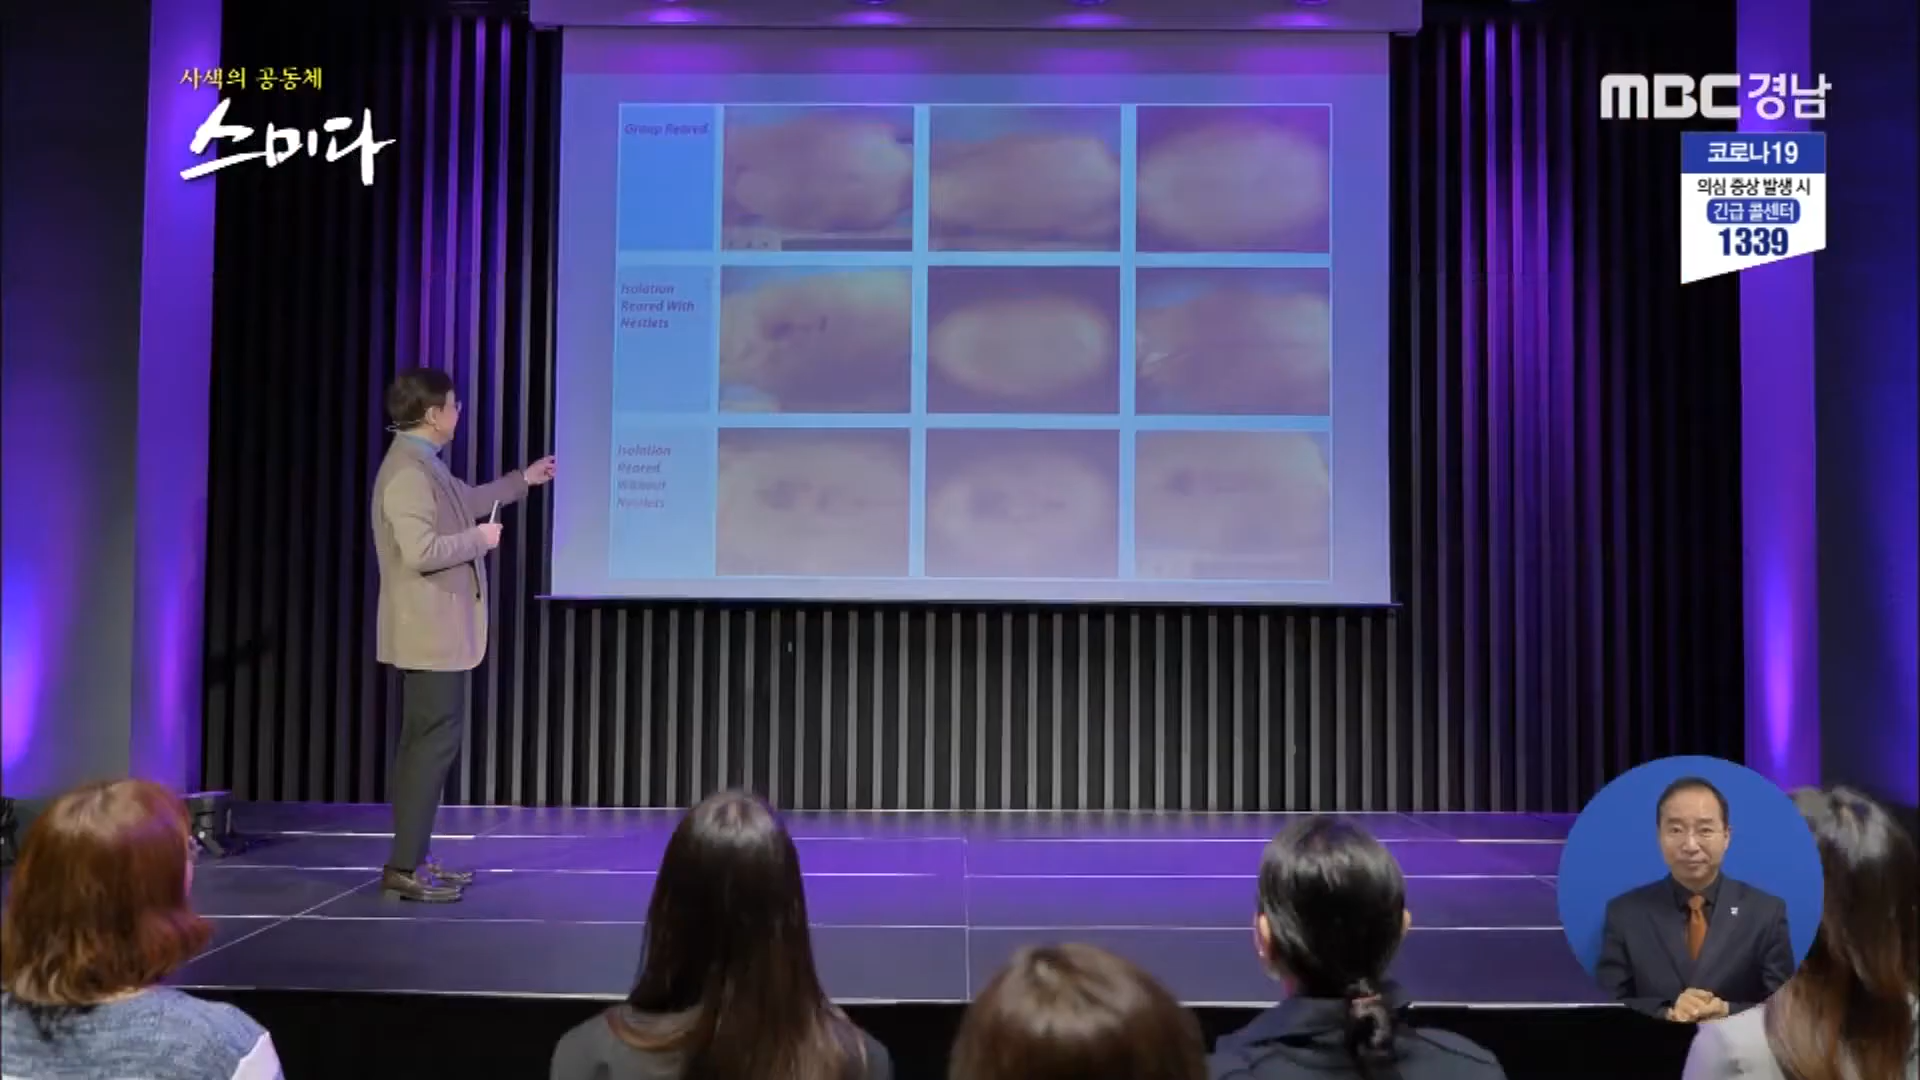 사색의 공동체
스미다
MBC경남
코로나19
의심 증상 발생 시
긴급 콜센터
1339
Group Reared
Isolation
Reared With
Nestlets
Isolation
Reared
Without
Nestlets